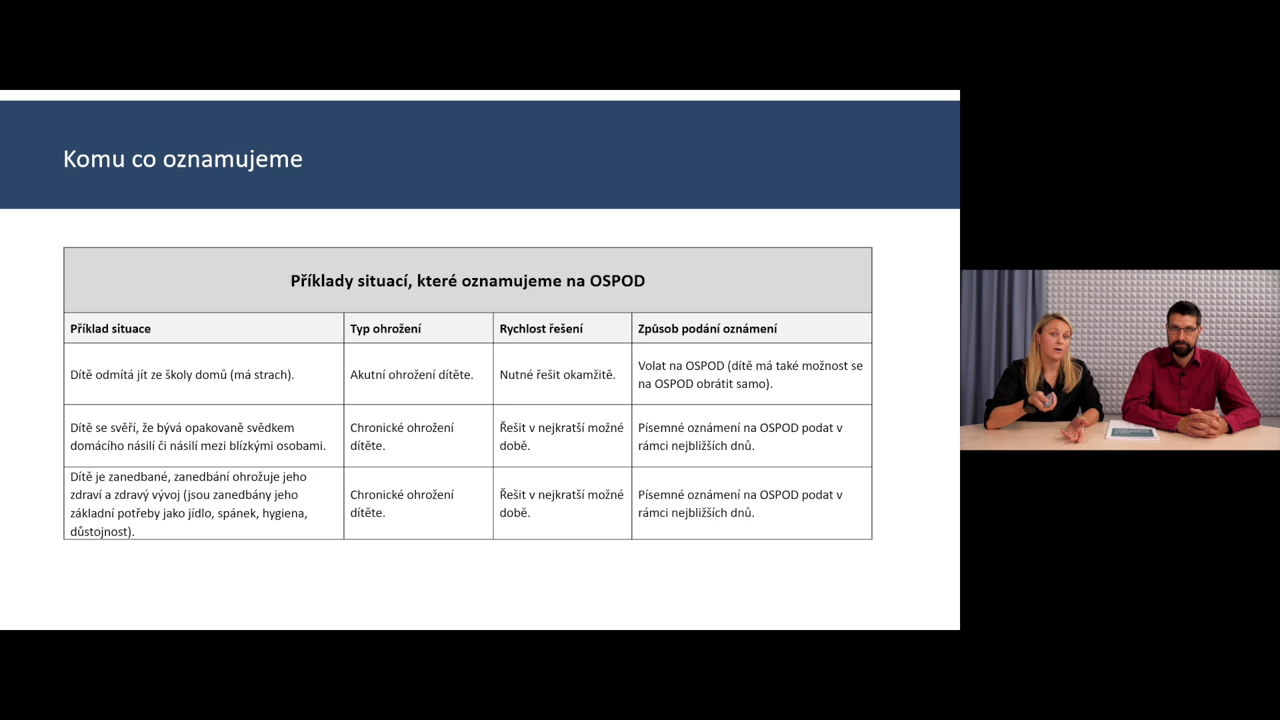 Komu co oznamujeme
Příklady situací, které oznamujeme na OSPOD
Příklad situace
Typ ohrožení
Rychlost řešení
Způsob podání oznámení
Dítě odmítá jít ze školy domů (má strach).
Akutní ohrožení dítěte.
Nutné řešit okamžitě.
Volat na OSPOD (dítě má také možnost se
na OSPOD obrátit samo).
Dítě se svěří, že bývá opakovaně svědkem
domácího násilí či násilí mezi blízkými osobami.
Chronické ohrožení
dítěte.
Řešit v nejkratší možné
době.
Písemné oznámení na OSPOD podat v
rámci nejbližších dnů.
Dítě je zanedbané, zanedbání ohrožuje jeho
zdraví a zdravý vývoj (jsou zanedbány jeho
základní potřeby jako jídlo, spánek, hygiena,
důstojnost).
Chronické ohrožení
dítěte.
Řešit v nejkratší možné
době.
Písemné oznámení na OSPOD podat v
rámci nejbližších dnů.